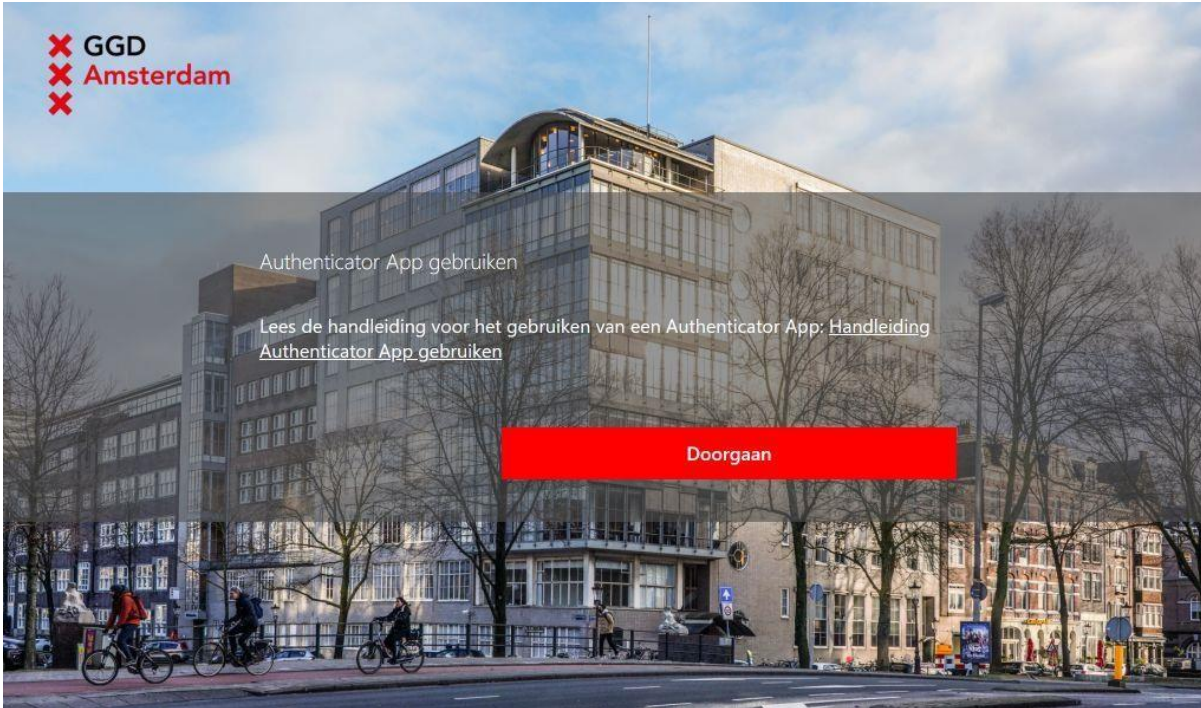 GGD
Amsterdam
Authenticator App gebruiken
Lees de handleiding voor het gebruiken van een Authenticator App: Handleiding
Authenticator App gebruiken
Doorgaan